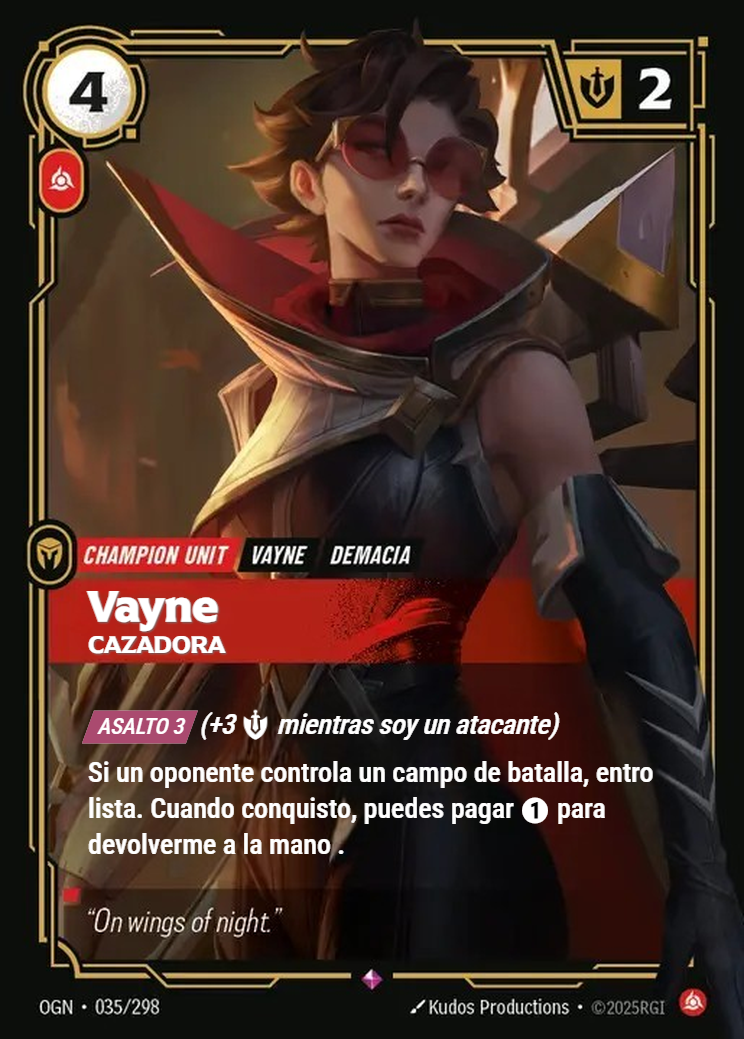 4
2
CHAMPION UNIT VAYNE DEMACIA
Vayne
CAZADORA
ASALTO 3 (+3 mientras soy un atacante)
Si un oponente controla un campo de batalla, entro
lista. Cuando conquisto, puedes pagar 1 para
devolverme a la mano .
“On wings of night.”
OGN • 035/298 Kudos Productions • ©2025RGI